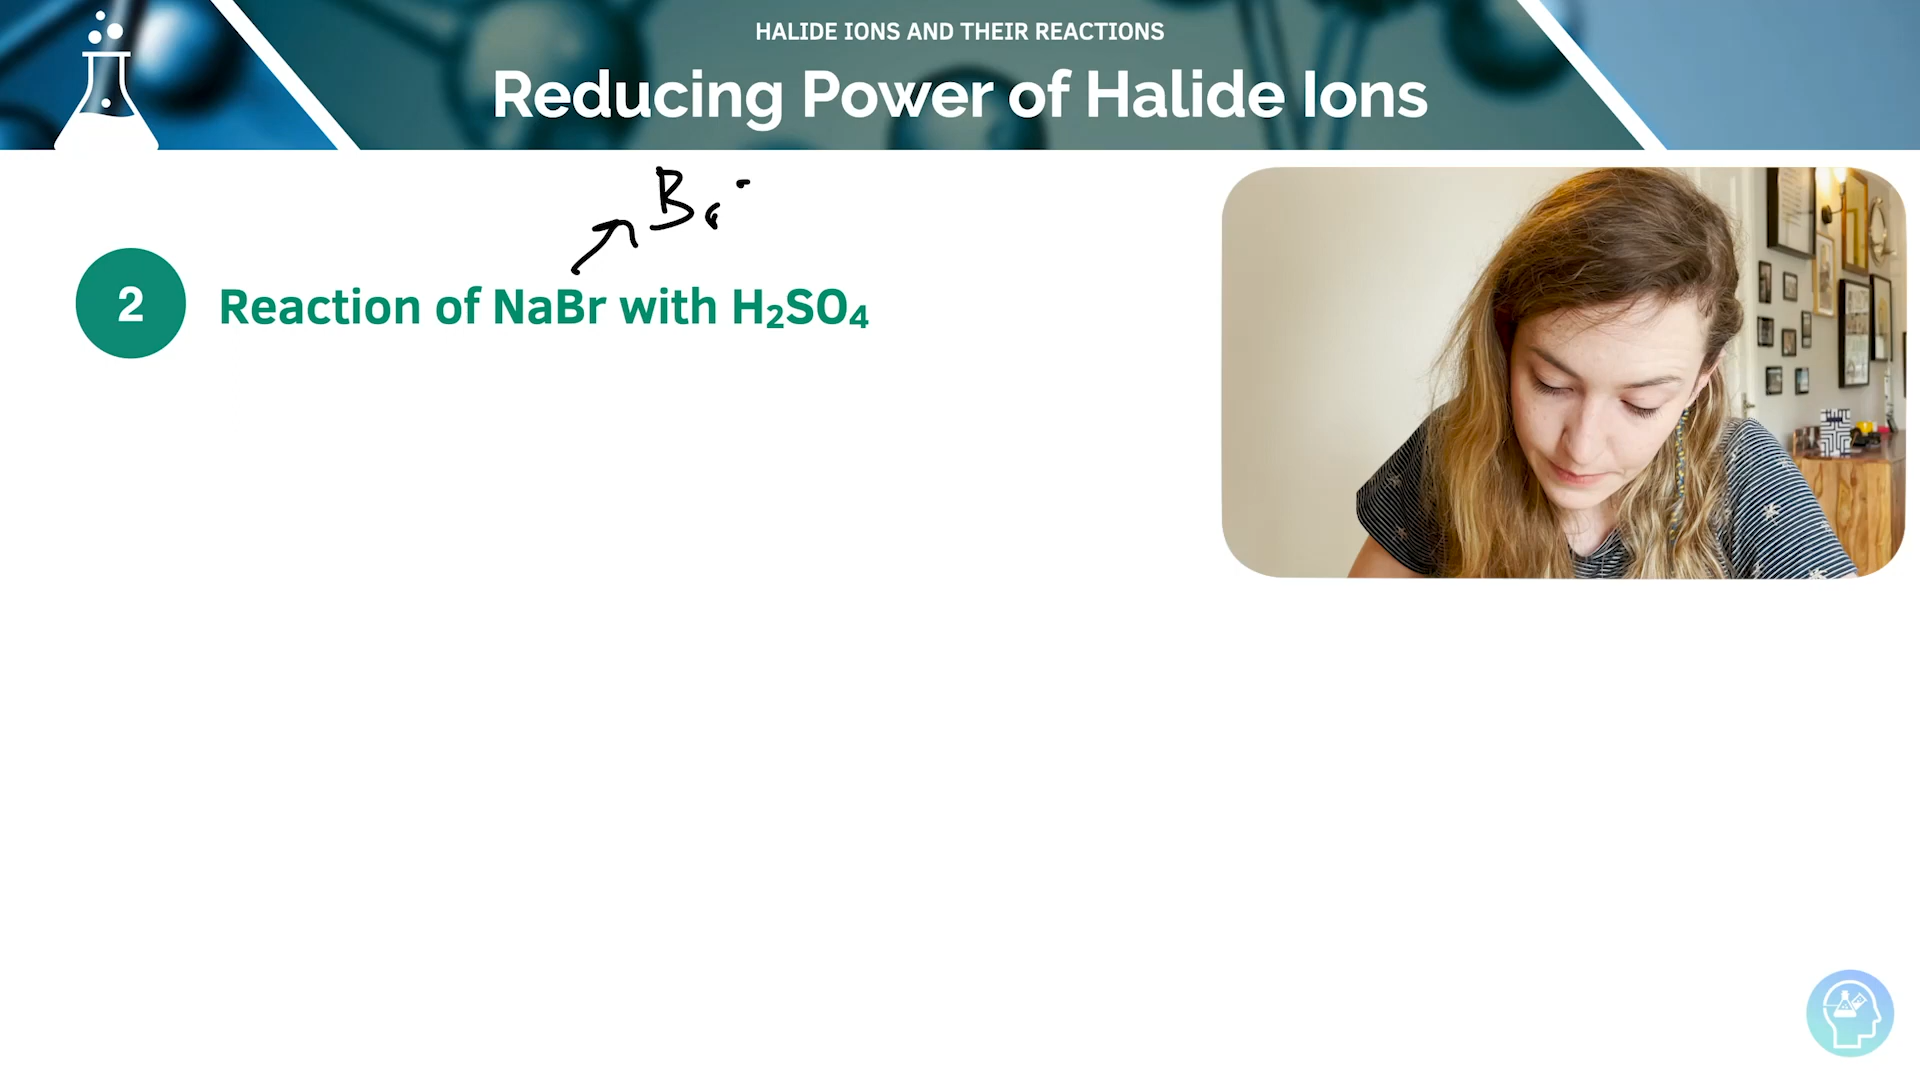 HALIDE IONS AND THEIR REACTIONS
Reducing Power of Halide Ions
Br⁻
2
Reaction of NaBr with H₂SO₄